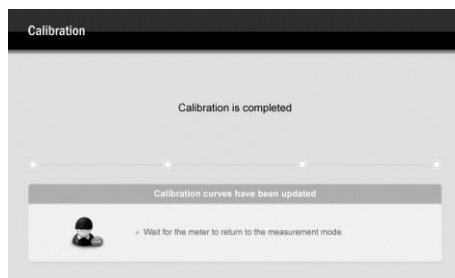 Calibration
Calibration is completed
Calibration curves have been updated
Wait for the meter to return to the measurement mode.